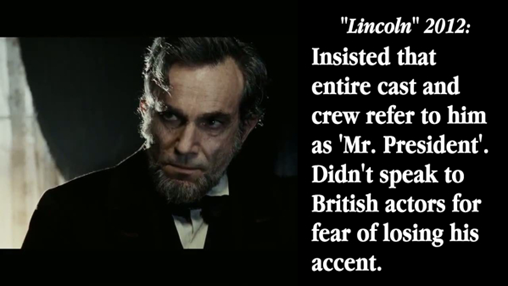 "Lincoln" 2012:
Insisted that
entire cast and
crew refer to him
as 'Mr. President'.
Didn't speak to
British actors for
fear of losing his
accent.